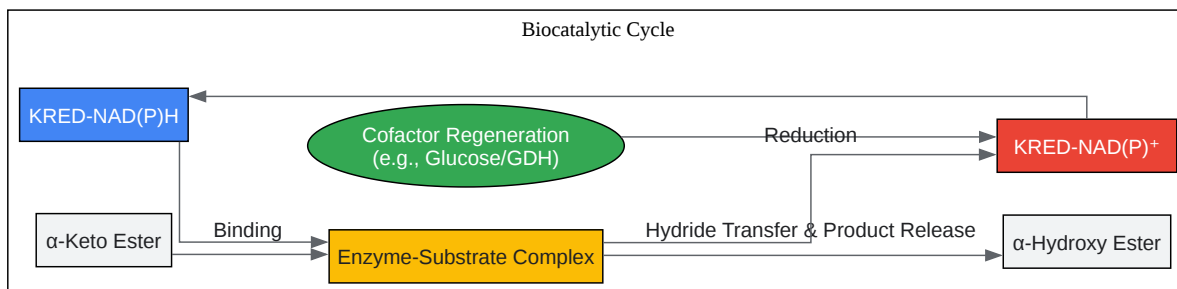 Biocatalytic Cycle
KRED-NAD(P)H
Cofactor Regeneration
(e.g., Glucose/GDH)
Reduction
KRED-NAD(P)⁺
α-Keto Ester
Binding
Enzyme-Substrate Complex
Hydride Transfer & Product Release
α-Hydroxy Ester